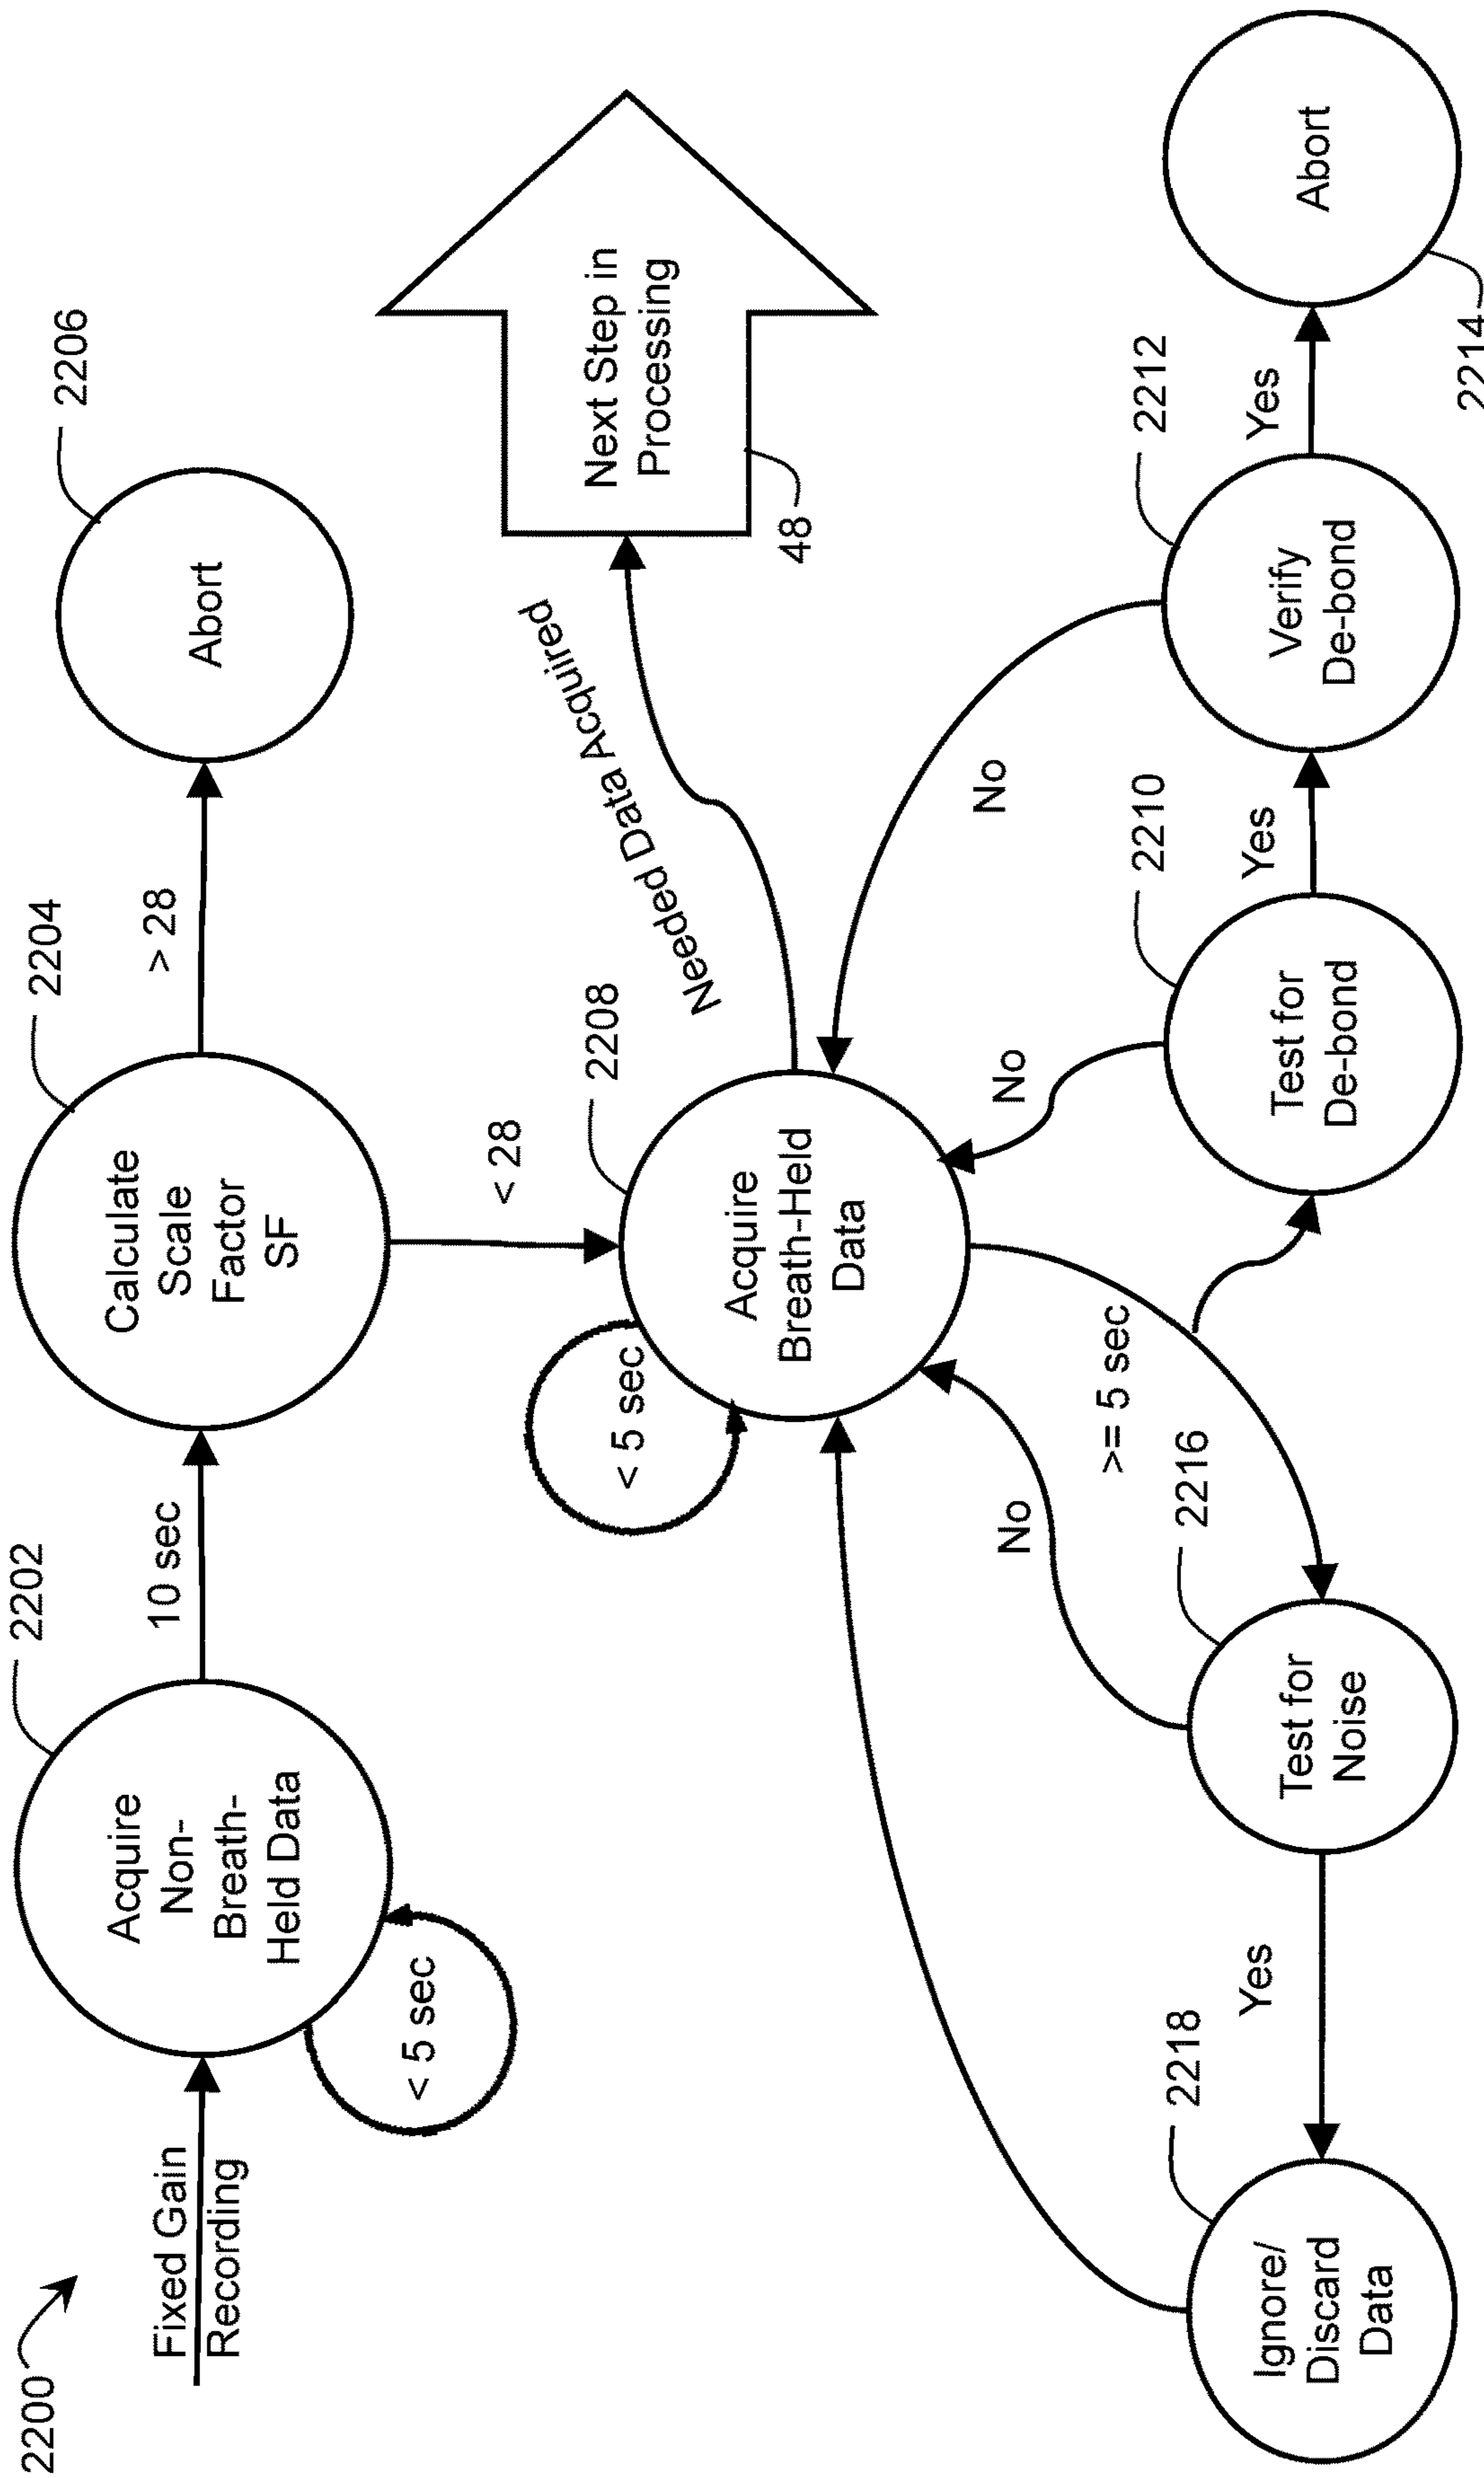 2200
Fixed Gain
Recording
2202
Acquire
Non-
Breath-
Held Data
< 5 sec
10 sec
2204
Calculate
Scale
Factor
SF
> 28
2206
Abort
< 28
2208
Acquire
Breath-Held
Data
< 5 sec
Needed Data Acquired
Next Step in
Processing
48
>= 5 sec
No
No
No
2218
Ignore/
Discard
Data
Yes
2216
Test for
Noise
2210
Test for
De-bond
Yes
2212
Verify
De-bond
Yes
Abort
2214